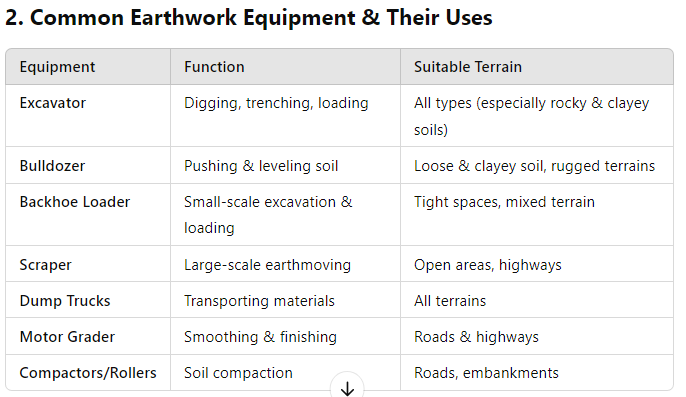 2. Common Earthwork Equipment & Their Uses
Equipment Function Suitable Terrain
Excavator Digging, trenching, loading All types (especially rocky & clayey
soils)
Bulldozer Pushing & leveling soil Loose & clayey soil, rugged terrains
Backhoe Loader Small-scale excavation & Tight spaces, mixed terrain
loading
Scraper Large-scale earthmoving Open areas, highways
Dump Trucks Transporting materials All terrains
Motor Grader Smoothing & finishing Roads & highways
Compactors/Rollers Soil compaction Roads, embankments